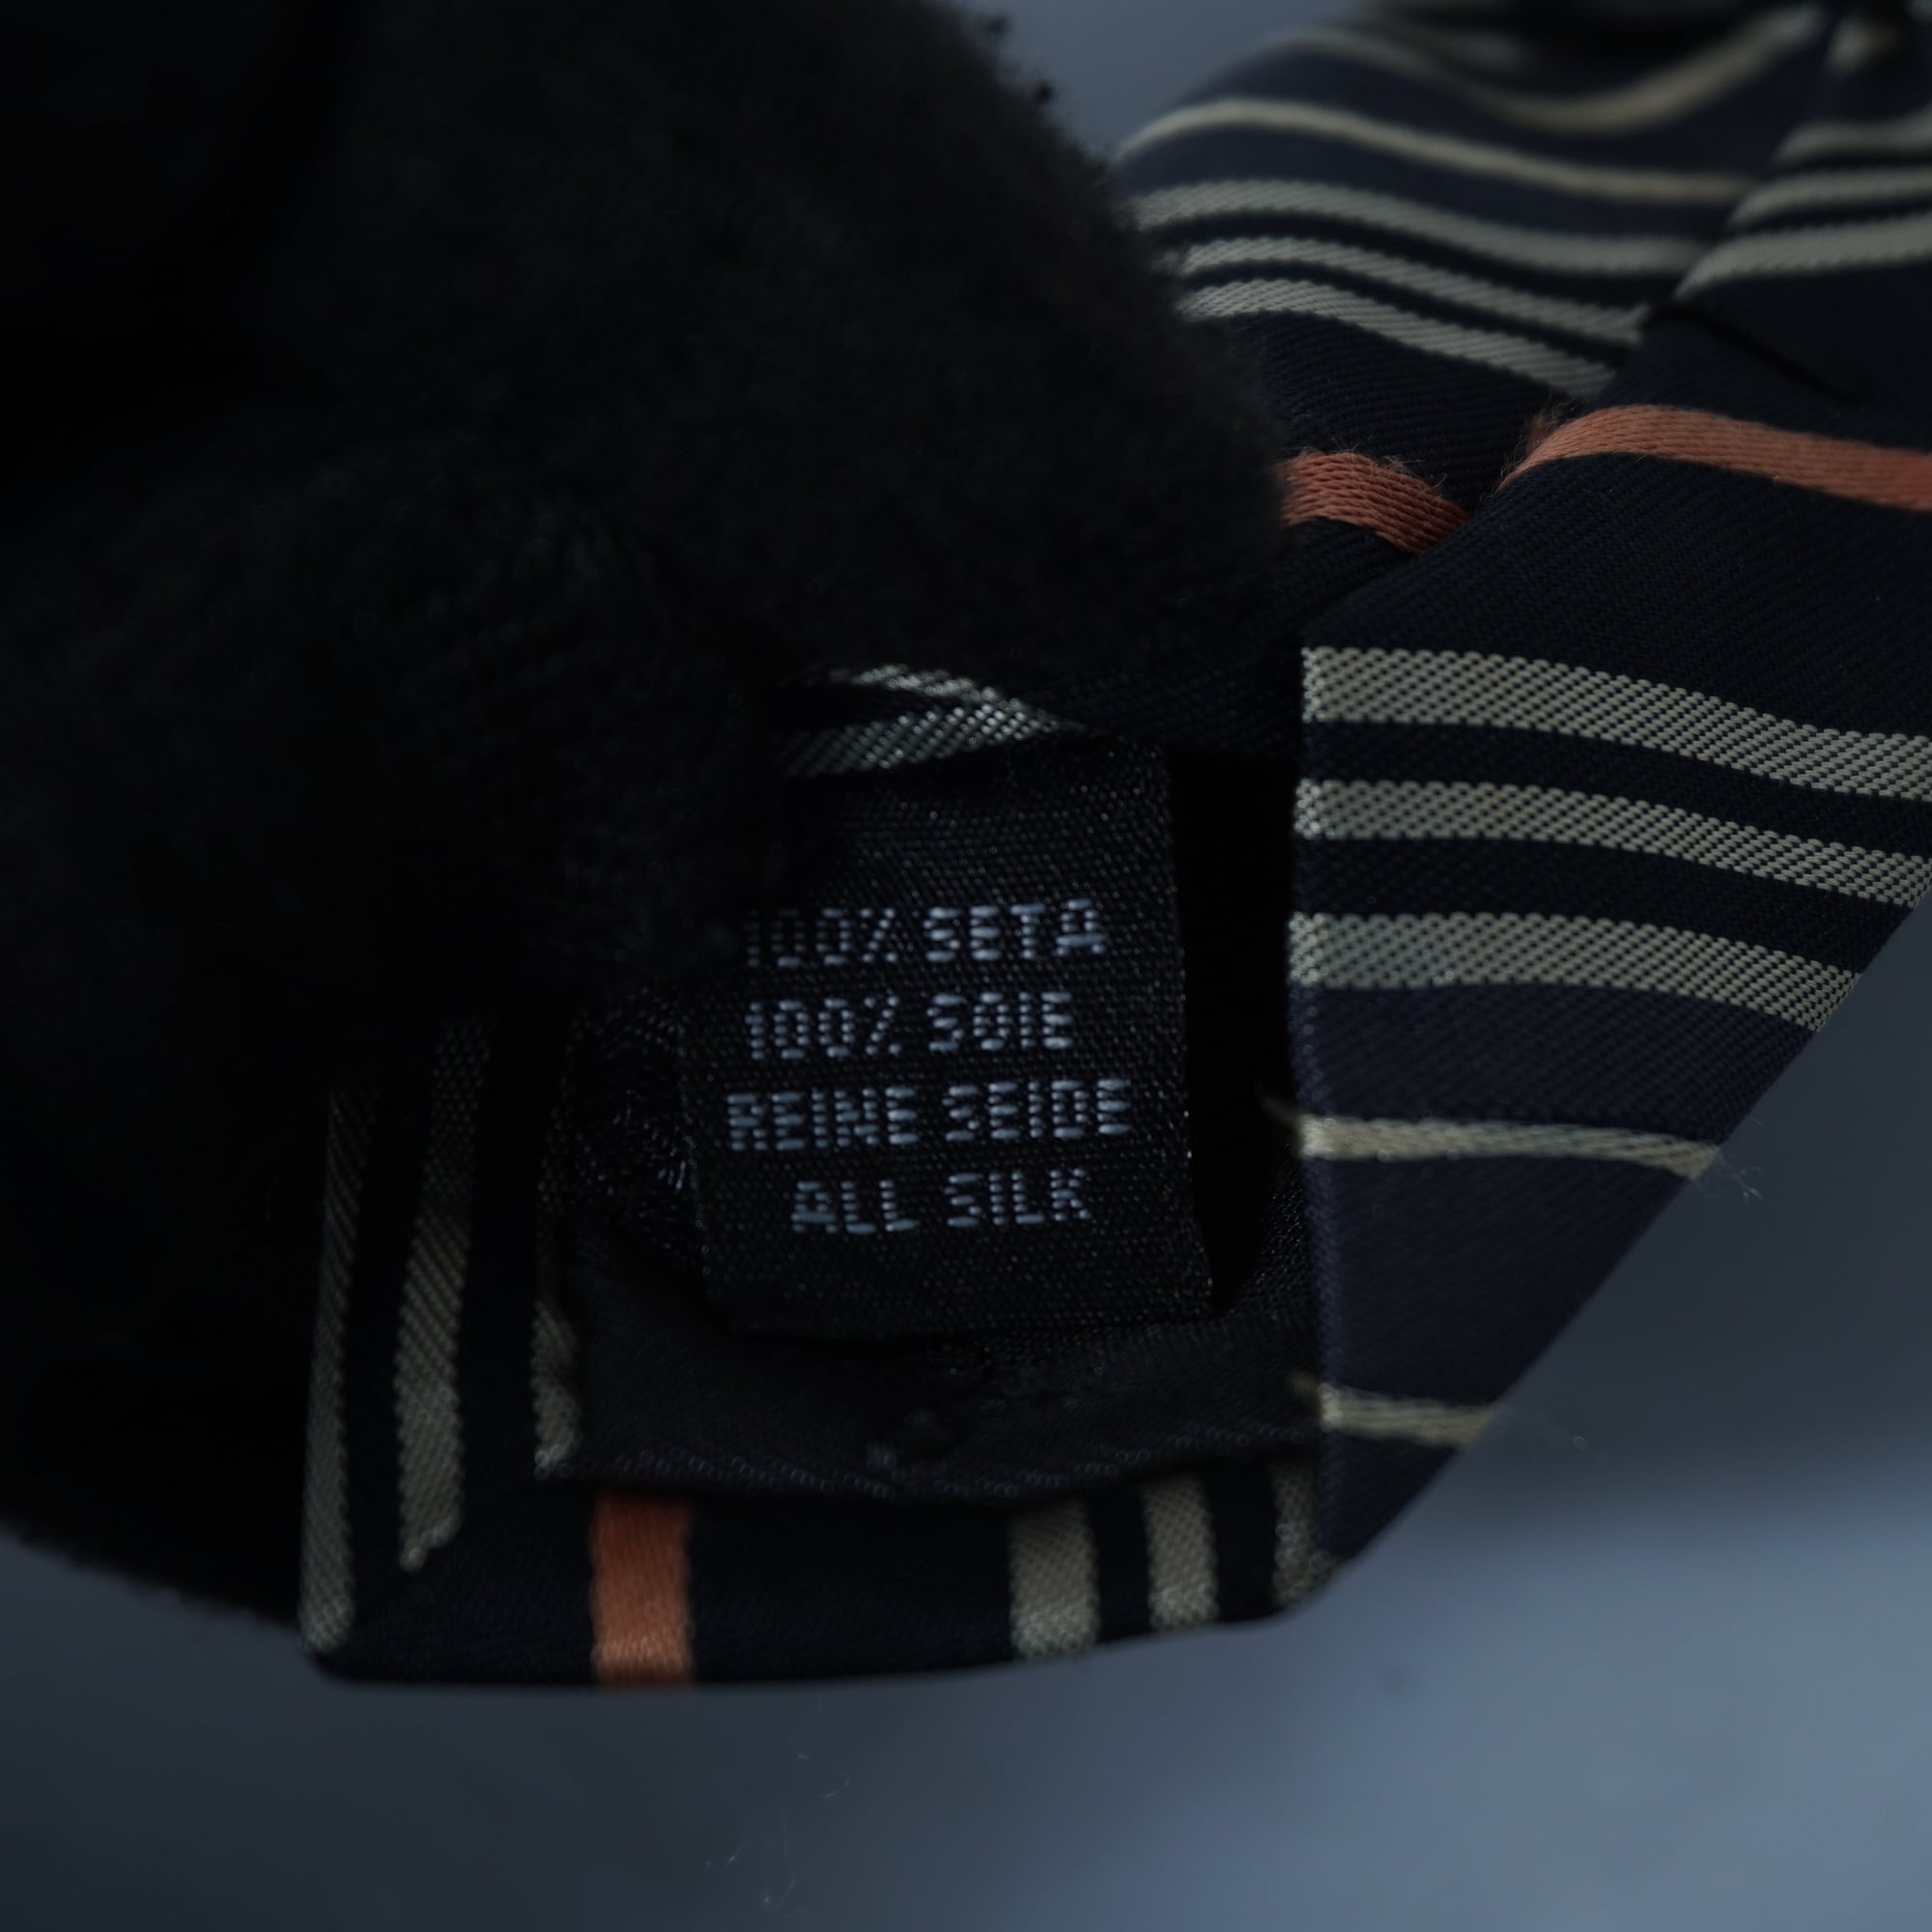 100% SETA
100% SOIE
REINE SEIDE
ALL SILK